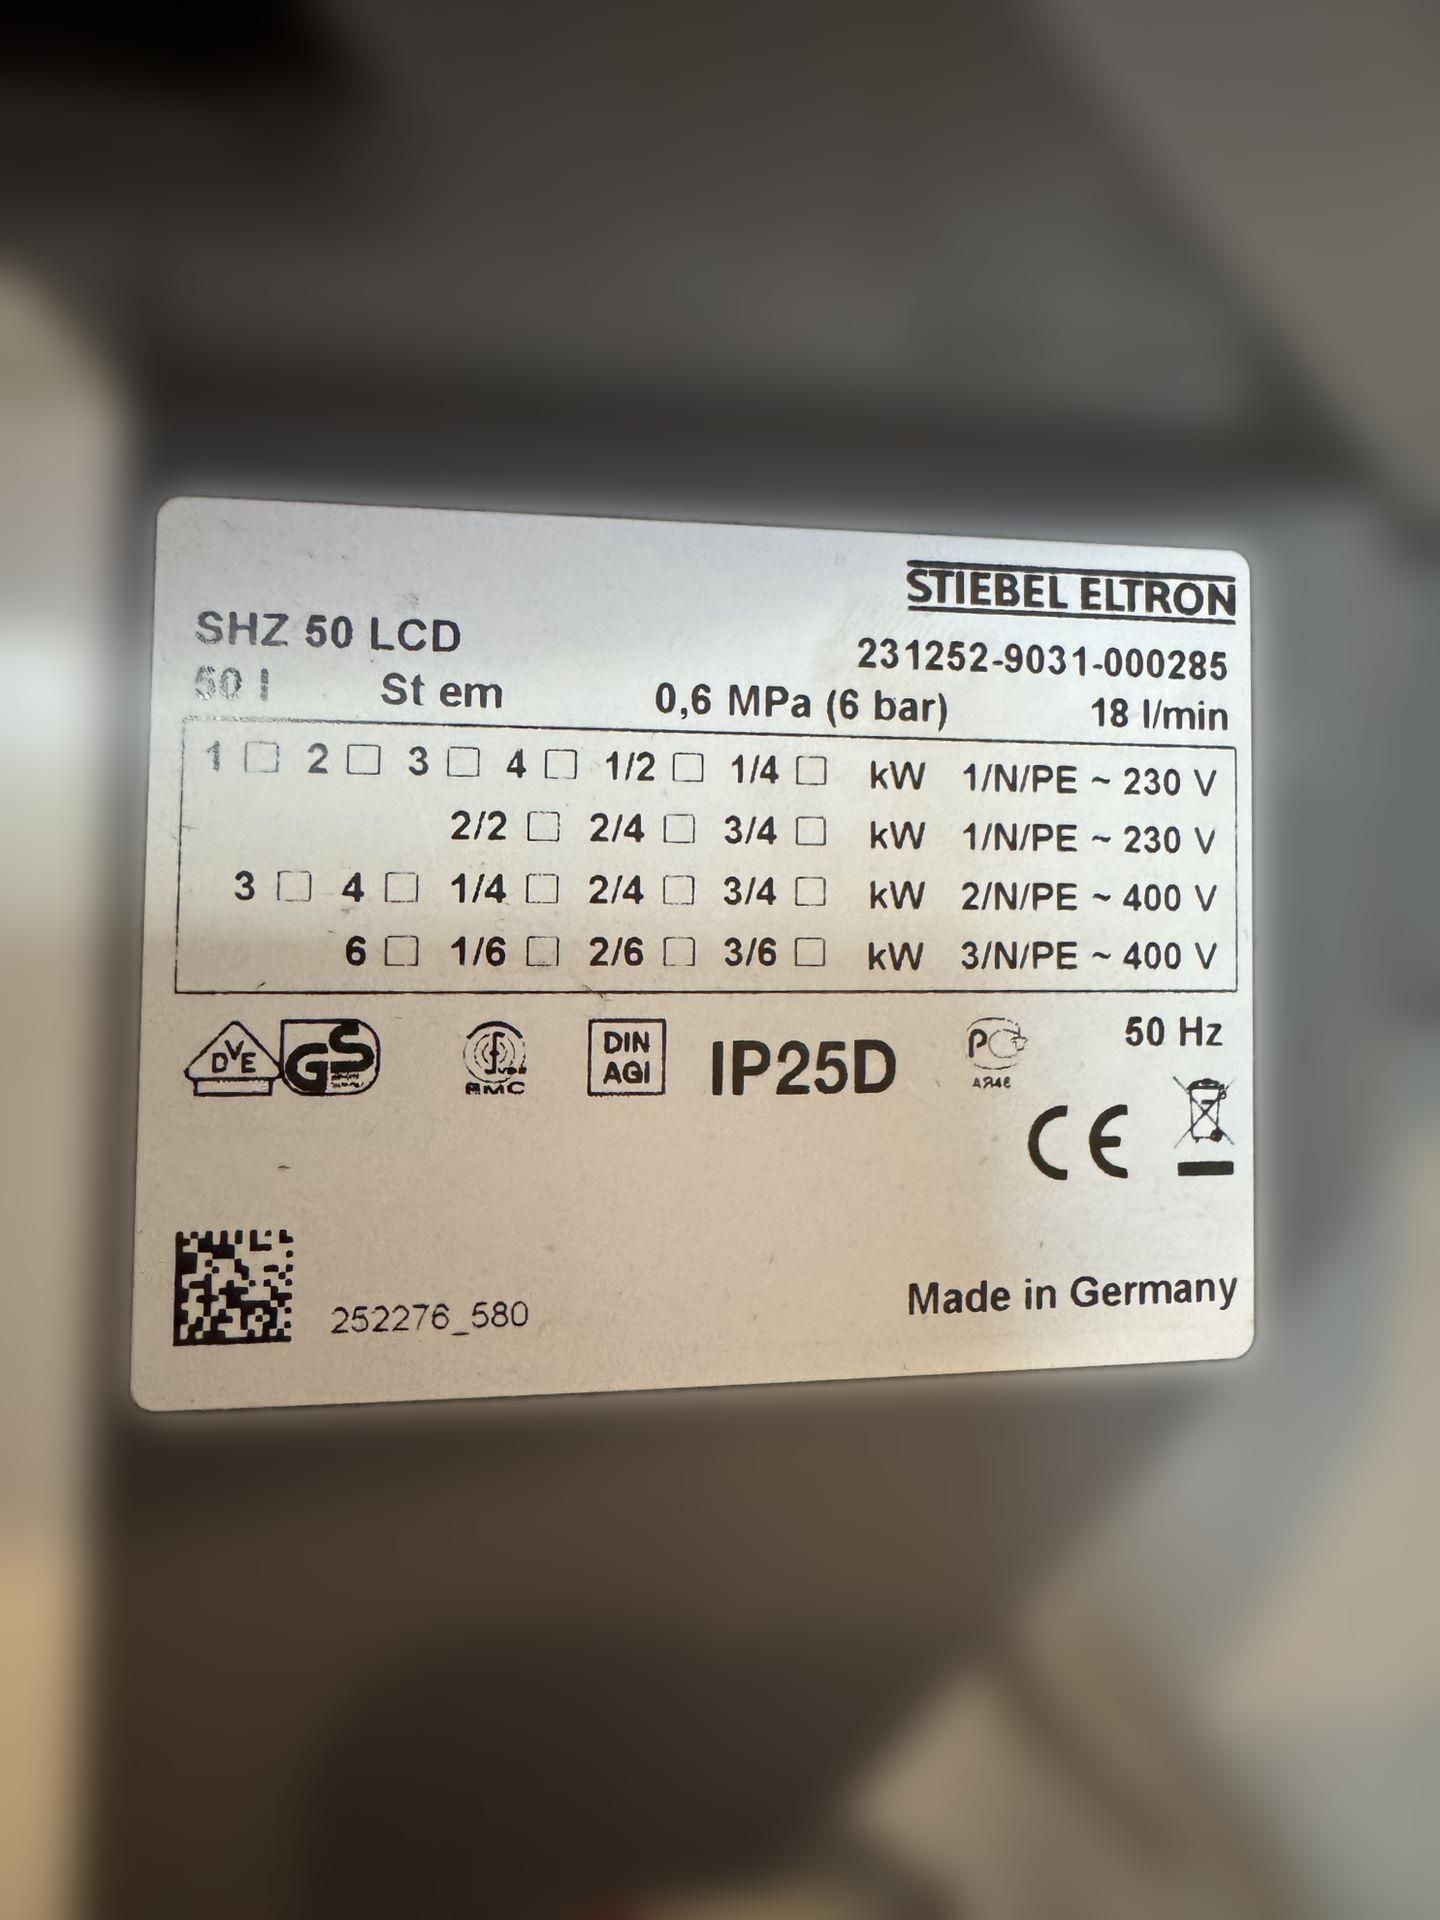 STIEBEL ELTRON
SHZ 50 LCD 231252-9031-000285
50 l St em 0,6 MPa (6 bar) 18 l/min
1 □ 2 □ 3 □ 4 □ 1/2 □ 1/4 □ kW 1/N/PE ~ 230 V
2/2 □ 2/4 □ 3/4 □ kW 1/N/PE ~ 230 V
3 □ 4 □ 1/4 □ 2/4 □ 3/4 □ kW 2/N/PE ~ 400 V
6 □ 1/6 □ 2/6 □ 3/6 □ kW 3/N/PE ~ 400 V
50 Hz
DVE GS EMC DIN AGI IP25D PC
CE
252276_580 Made in Germany